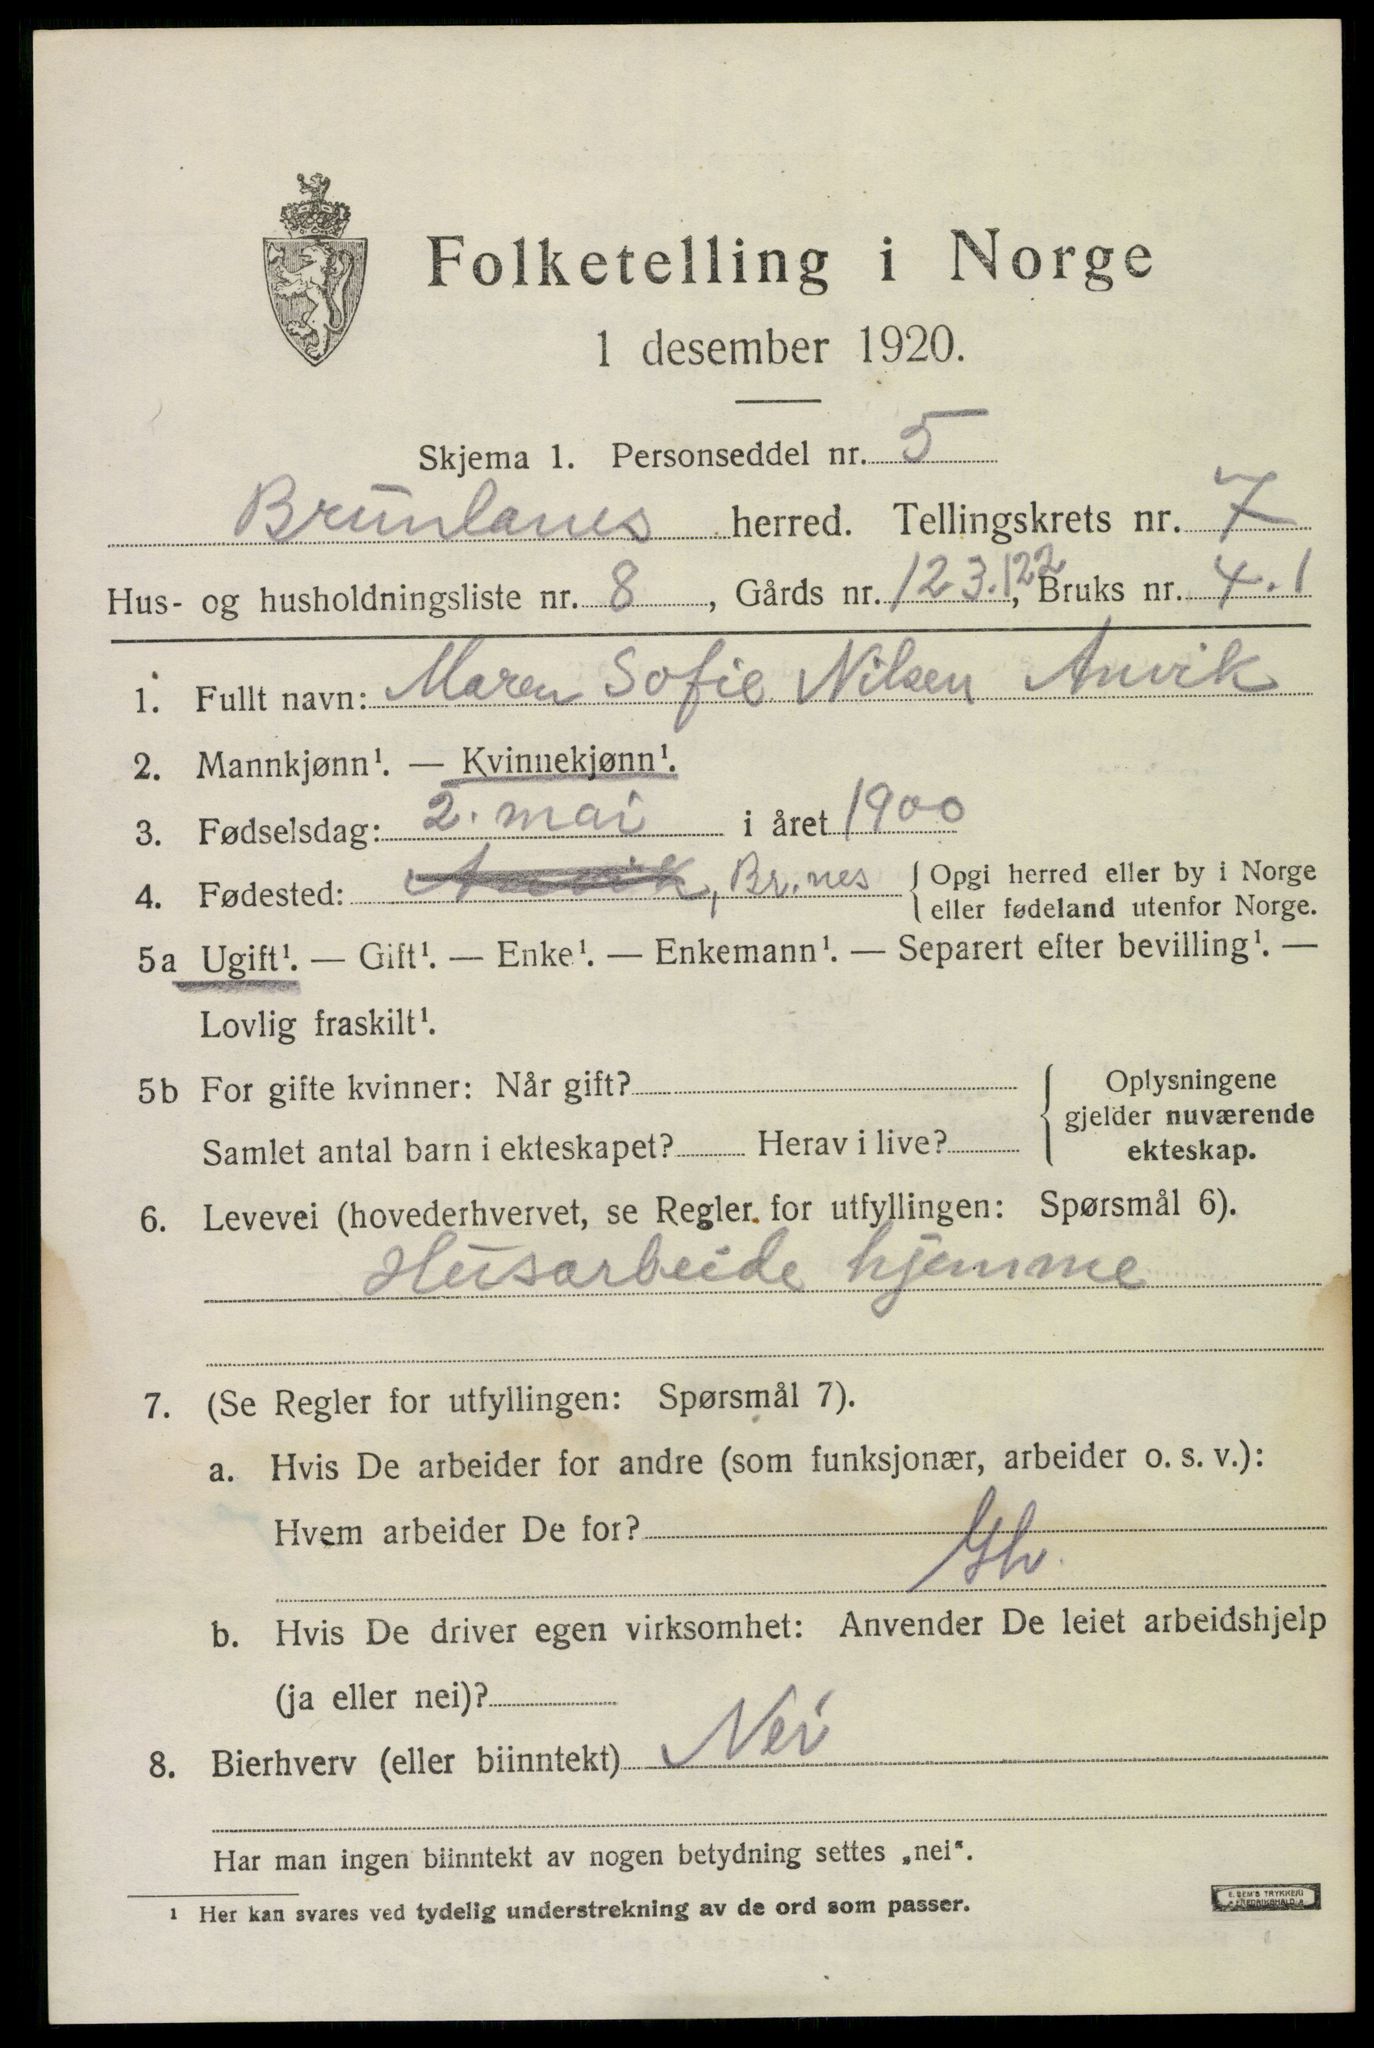 Folketelling i Norge
1 desember 1920.
Skjema 1. Personseddel nr. 5
Brunlanes herred. Tellingskrets nr. 7
Hus- og husholdningsliste nr. 8, Gårds nr. 123.122, Bruks nr. 4.1
1. Fullt navn: Maren Sofie Nilsen Anvik
2. Mannkjønn¹. — Kvinnekjønn¹.
3. Fødselsdag: 2. mai i året 1900
4. Fødested: Anvik, Br.nes { Opgi herred eller by i Norge
eller fødeland utenfor Norge.
5a Ugift¹. — Gift¹. — Enke¹. — Enkemann¹. — Separert efter bevilling¹. —
Lovlig fraskilt¹.
5b For gifte kvinner: Når gift?
Samlet antal barn i ekteskapet? Herav i live?
Oplysningene
gjelder nuværende
ekteskap.
6. Levevei (hovederhvervet, se Regler for utfyllingen: Spørsmål 6).
Husarbeide hjemme
7. (Se Regler for utfyllingen: Spørsmål 7).
a. Hvis De arbeider for andre (som funksjonær, arbeider o. s. v.):
Hvem arbeider De for?
Gh.
b. Hvis De driver egen virksomhet: Anvender De leiet arbeidshjelp
(ja eller nei)?
8. Bierhverv (eller biinntekt) Nei
Har man ingen biinntekt av nogen betydning settes „nei“.
¹ Her kan svares ved tydelig understrekning av de ord som passer.
E. SEM'S TRYKKERI
FREDRIKSHALD